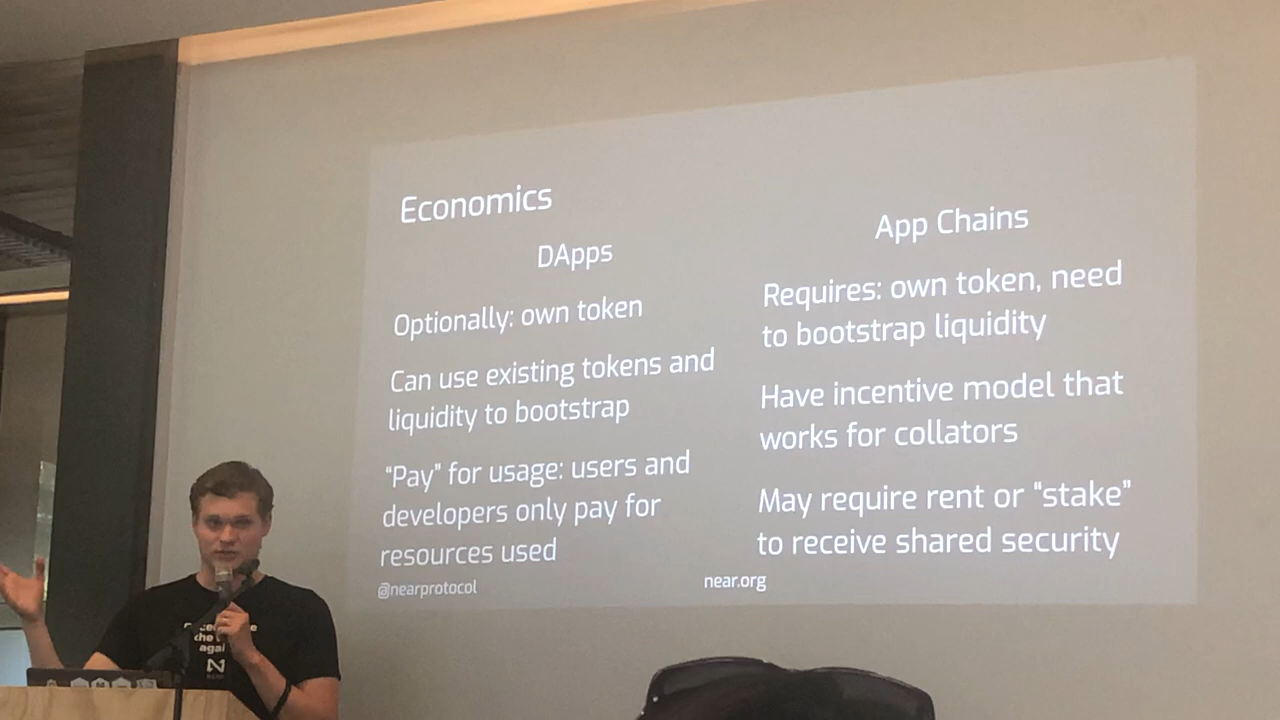 Economics
DApps
Optionally: own token
Can use existing tokens and
liquidity to bootstrap
“Pay” for usage: users and
developers only pay for
resources used
@nearprotocol
App Chains
Requires: own token, need
to bootstrap liquidity
Have incentive model that
works for collators
May require rent or “stake”
to receive shared security
near.org
the
agai
N